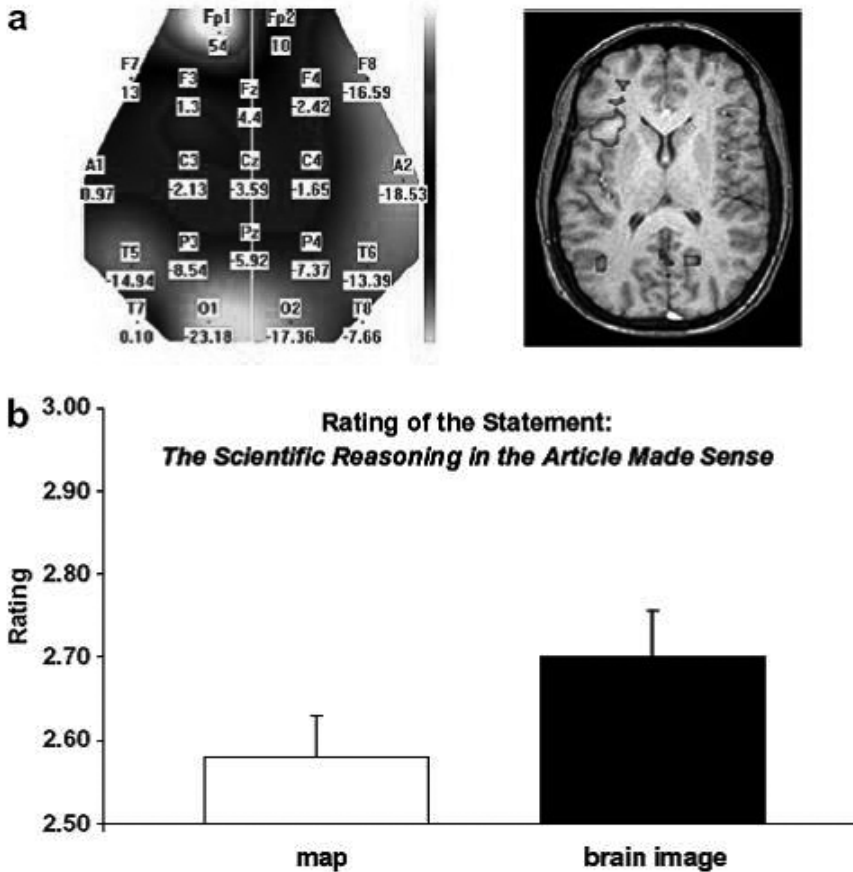 a
Fp1 Fp2
54 10
F7 F3 Fz F4 F8
13 1.3 4.4 -2.42 -16.59
A1 C3 Cz C4 A2
-2.13 -3.59 -1.65 -18.53
T5 P3 Pz P4 T6
-14.94 -8.54 -5.92 -7.37 -13.39
T7 O1 O2 T8
0.10 -23.18 -17.36 -7.66
b
Rating of the Statement:
The Scientific Reasoning in the Article Made Sense
Rating
3.00
2.90
2.80
2.70
2.60
2.50
map brain image